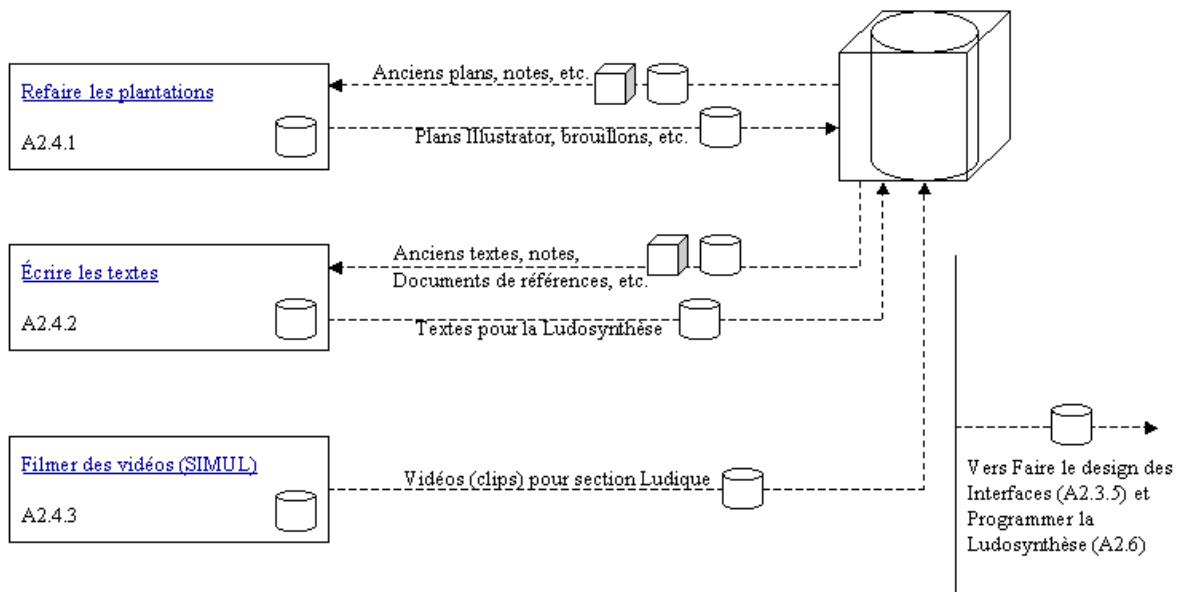 Anciens plans, notes, etc.
Refaire les plantations
A2.4.1
Plans Illustrator, brouillons, etc.
Anciens textes, notes,
Documents de références, etc.
Écrire les textes
A2.4.2
Textes pour la Ludosynthèse
Filmer des vidéos (SIMUL)
A2.4.3
Vidéos (clips) pour section Ludique
Vers Faire le design des
Interfaces (A2.3.5) et
Programmer la
Ludosynthèse (A2.6)